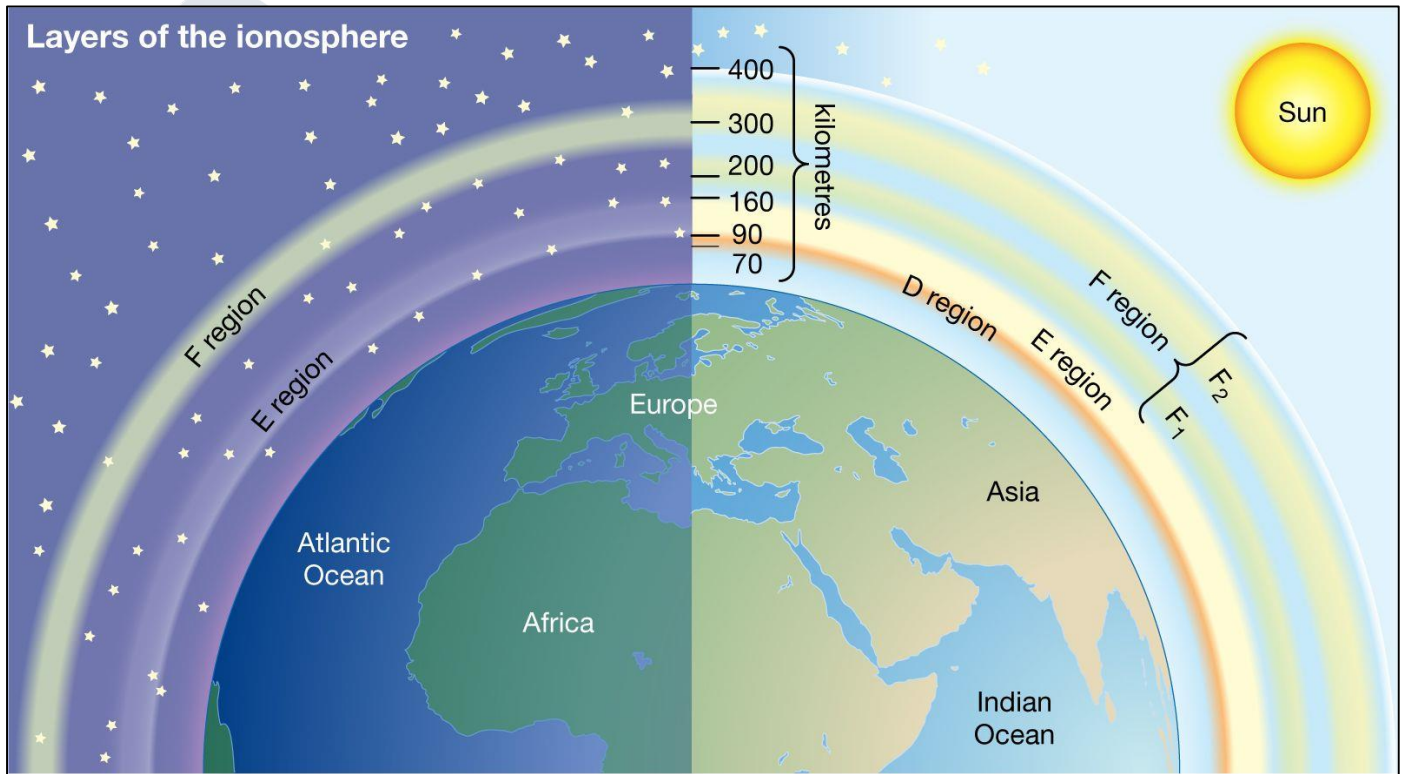 Layers of the ionosphere
400
300
200
160
90
70
kilometres
Sun
F region
E region
D region
E region
F region
F₂
F₁
Europe
Asia
Atlantic
Ocean
Africa
Indian
Ocean